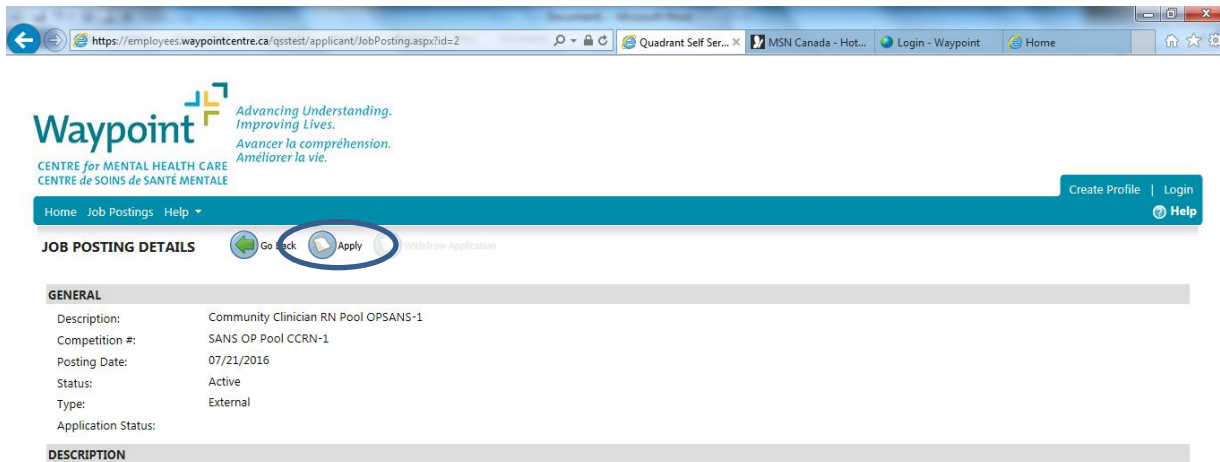 https://employees.waypointcentre.ca/qsstest/applicant/JobPosting.aspx?id=2
Quadrant Self Ser...
MSN Canada - Hot...
Login - Waypoint
Home
Waypoint
CENTRE for MENTAL HEALTH CARE
CENTRE de SOINS de SANTÉ MENTALE
Advancing Understanding.
Improving Lives.
Avancer la compréhension.
Améliorer la vie.
Create Profile | Login
Home Job Postings Help
Help
JOB POSTING DETAILS
Go Back
Apply
Withdraw Application
GENERAL
Description: Community Clinician RN Pool OPSANS-1
Competition #: SANS OP Pool CCRN-1
Posting Date: 07/21/2016
Status: Active
Type: External
Application Status:
DESCRIPTION